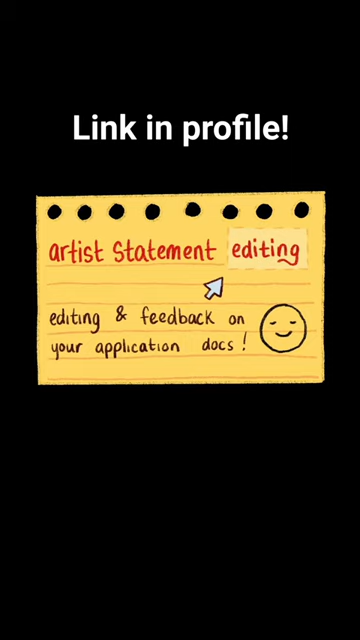 Link in profile!
artist statement editing
editing & feedback on
your application docs!